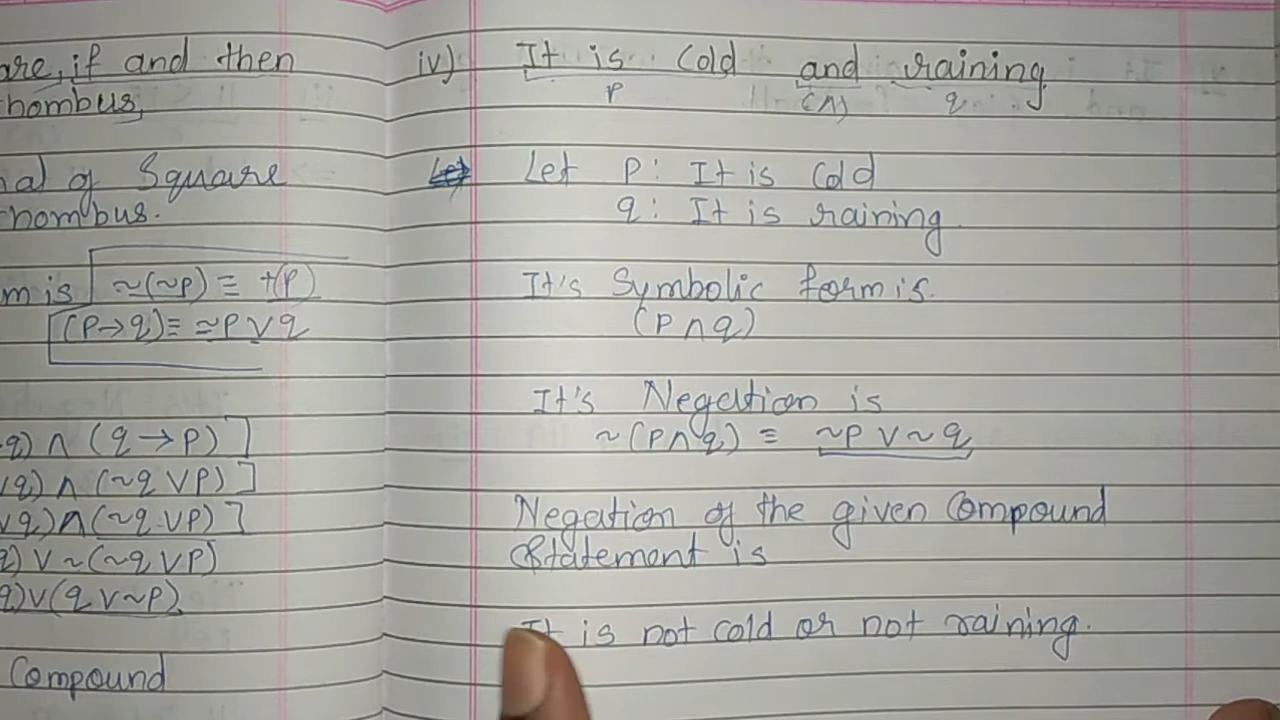 are, if and then
hombus,
al of Square
hombus.
m is ~(~p) ≡ +(p)
(p→q) ≡ ~p∨q
q) ∧ (q→p)]
q) ∧ (~q∨p)]
∨q)∧(~q∨p)]
q)∨~(~q∨p)
q)∨(q∨~p)
Compound
iv) It is cold and raining
p (∧) q
Let p: It is cold
q: It is raining
It's Symbolic form is.
(p∧q)
It's Negation is
~(p∧q) ≡ ~p∨~q
Negation of the given Compound
Statement is
It is not cold or not raining.